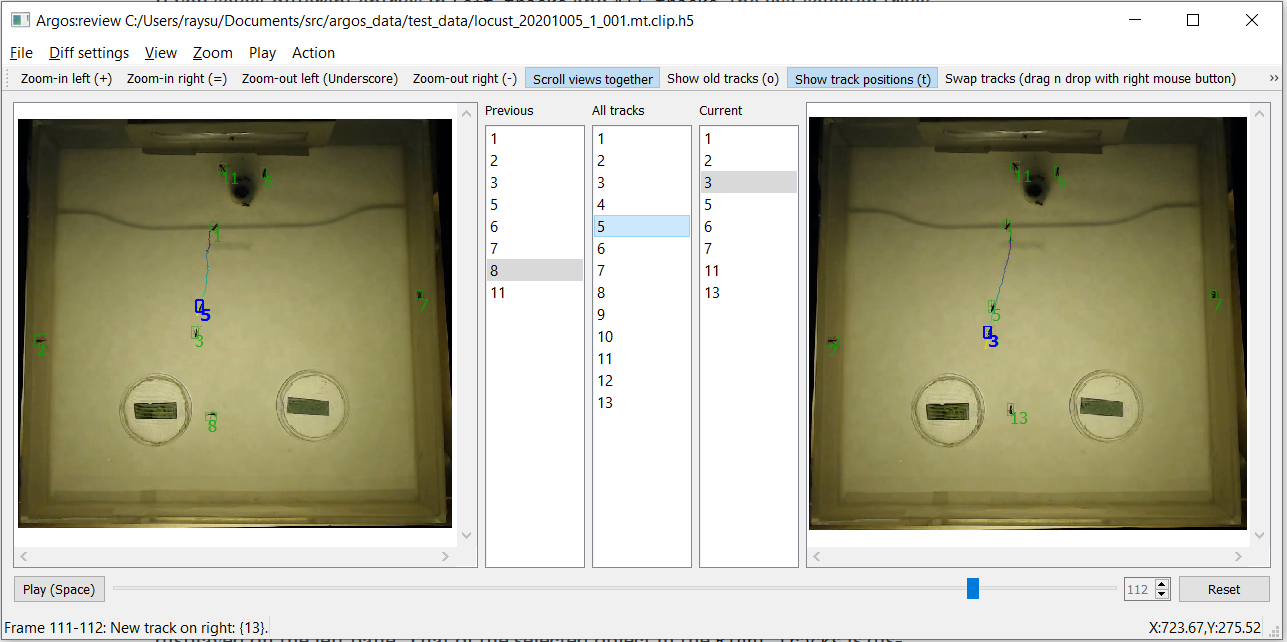 Argos:review C:/Users/raysu/Documents/src/argos_data/test_data/locust_20201005_1_001.mt.clip.h5
File Diff settings View Zoom Play Action
Zoom-in left (+) Zoom-in right (=) Zoom-out left (Underscore) Zoom-out right (-) Scroll views together Show old tracks (o) Show track positions (t) Swap tracks (drag n drop with right mouse button) »
Previous All tracks Current
1 1 1
2 2 2
3 3 3
5 4 5
6 5 6
7 6 7
8 7 11
11 8 13
9
10
11
12
13
11
1
7
5
3
2
8
11
7
5
3
13
Play (Space) 112 Reset
Frame 111-112: New track on right: {13}. X:723.67,Y:275.52